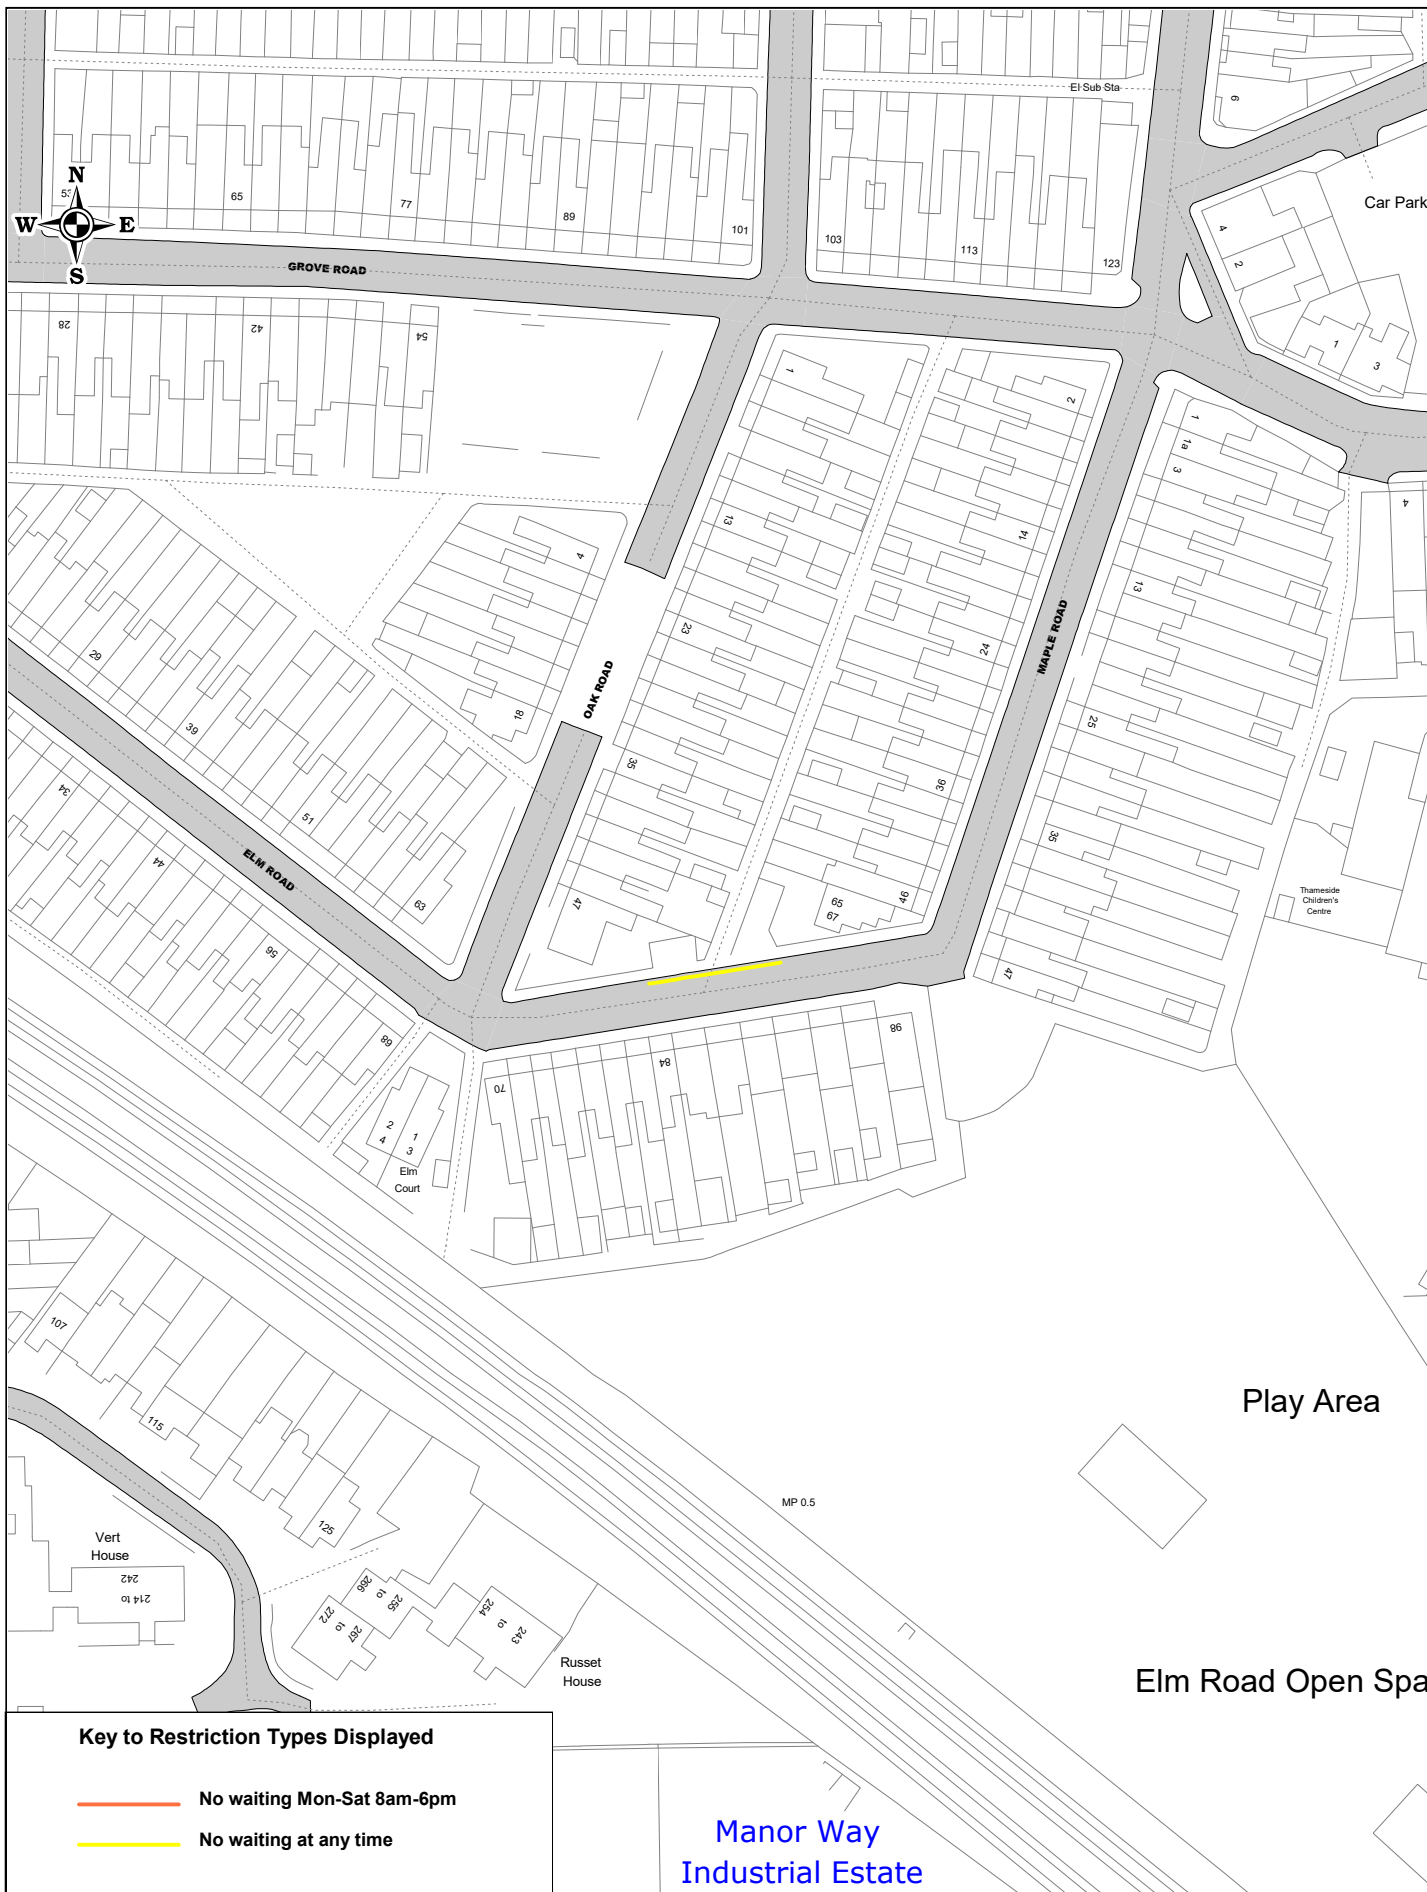 El Sub Sta
6
N
W
E
S
53
65
77
89
101
103
113
123
Car Park
4
2
1
3
GROVE ROAD
28
42
54
1
2
1
1a
3
4
13
14
4
13
23
24
29
39
18
OAK ROAD
MAPLE ROAD
25
35
36
34
51
44
ELM ROAD
63
47
65
67
46
35
Thameside
Children's
Centre
56
68
47
98
84
70
2
4
1
3
Elm
Court
107
115
125
Play Area
MP 0.5
Vert
House
242
214 to
266
to
255
272
to
267
254
to
243
Russet
House
Elm Road Open Spa
Key to Restriction Types Displayed
No waiting Mon-Sat 8am-6pm
No waiting at any time
Manor Way
Industrial Estate